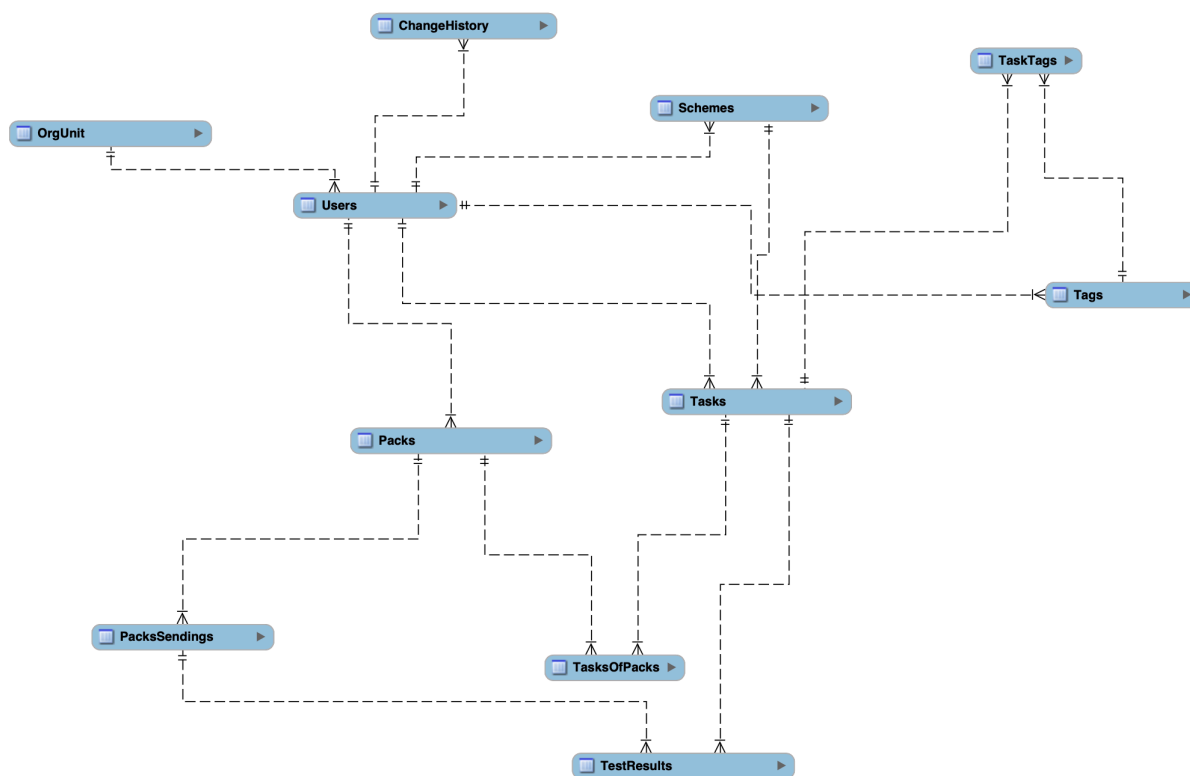 ChangeHistory
TaskTags
Schemes
OrgUnit
Users
Tags
Tasks
Packs
PacksSendings
TasksOfPacks
TestResults